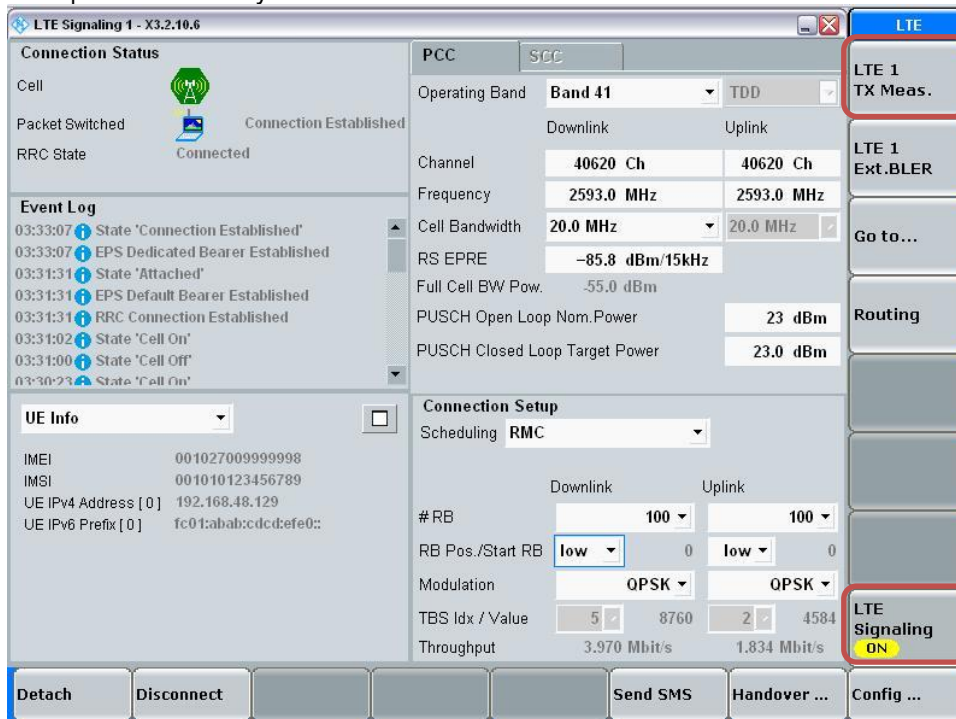 LTE Signaling 1 - X3.2.10.6
LTE
Connection Status
Cell
Packet Switched Connection Established
RRC State Connected
Event Log
03:33:07 State 'Connection Established'
03:33:07 EPS Dedicated Bearer Established
03:31:31 State 'Attached'
03:31:31 EPS Default Bearer Established
03:31:31 RRC Connection Established
03:31:02 State 'Cell On'
03:31:00 State 'Cell Off'
03:30:23 State 'Cell On'
UE Info
IMEI 001027009999998
IMSI 001010123456789
UE IPv4 Address [ 0 ] 192.168.48.129
UE IPv6 Prefix [ 0 ] fc01:abab:cdcd:efe0::
PCC SCC
Operating Band Band 41 TDD
Downlink Uplink
Channel 40620 Ch 40620 Ch
Frequency 2593.0 MHz 2593.0 MHz
Cell Bandwidth 20.0 MHz 20.0 MHz
RS EPRE -85.8 dBm/15kHz
Full Cell BW Pow. -55.0 dBm
PUSCH Open Loop Nom.Power 23 dBm
PUSCH Closed Loop Target Power 23.0 dBm
Connection Setup
Scheduling RMC
Downlink Uplink
# RB 100 100
RB Pos./Start RB low 0 low 0
Modulation QPSK QPSK
TBS Idx / Value 5 8760 2 4584
Throughput 3.970 Mbit/s 1.834 Mbit/s
LTE 1
TX Meas.
LTE 1
Ext.BLER
Go to...
Routing
LTE
Signaling
ON
Detach Disconnect Send SMS Handover ... Config ...